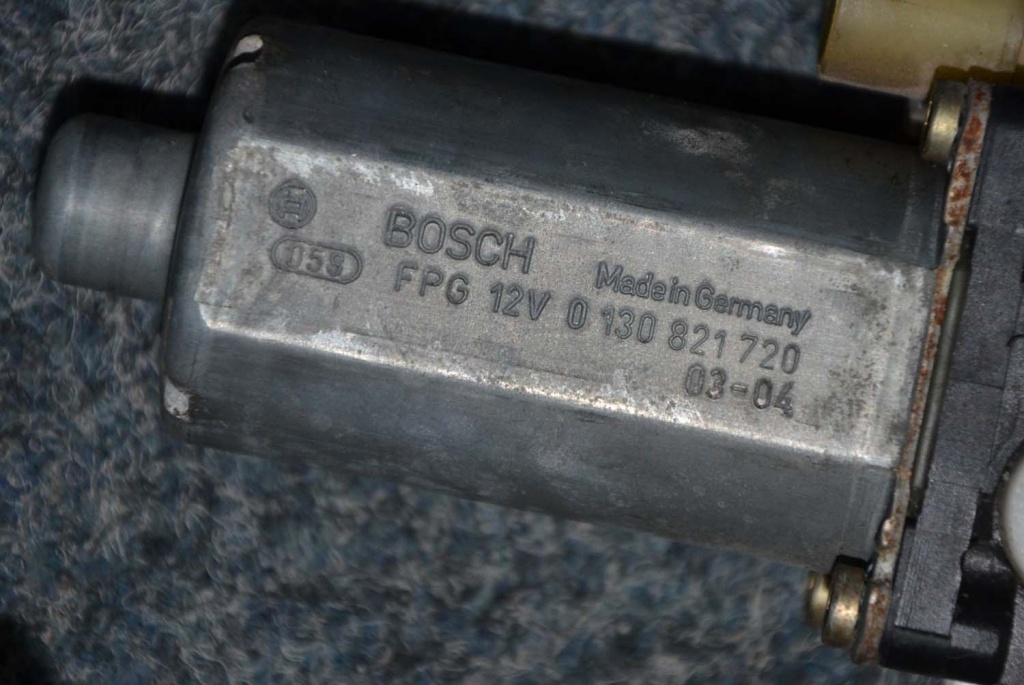 BOSCH
Made in Germany
059
FPG 12V 0 130 821 720
03-04